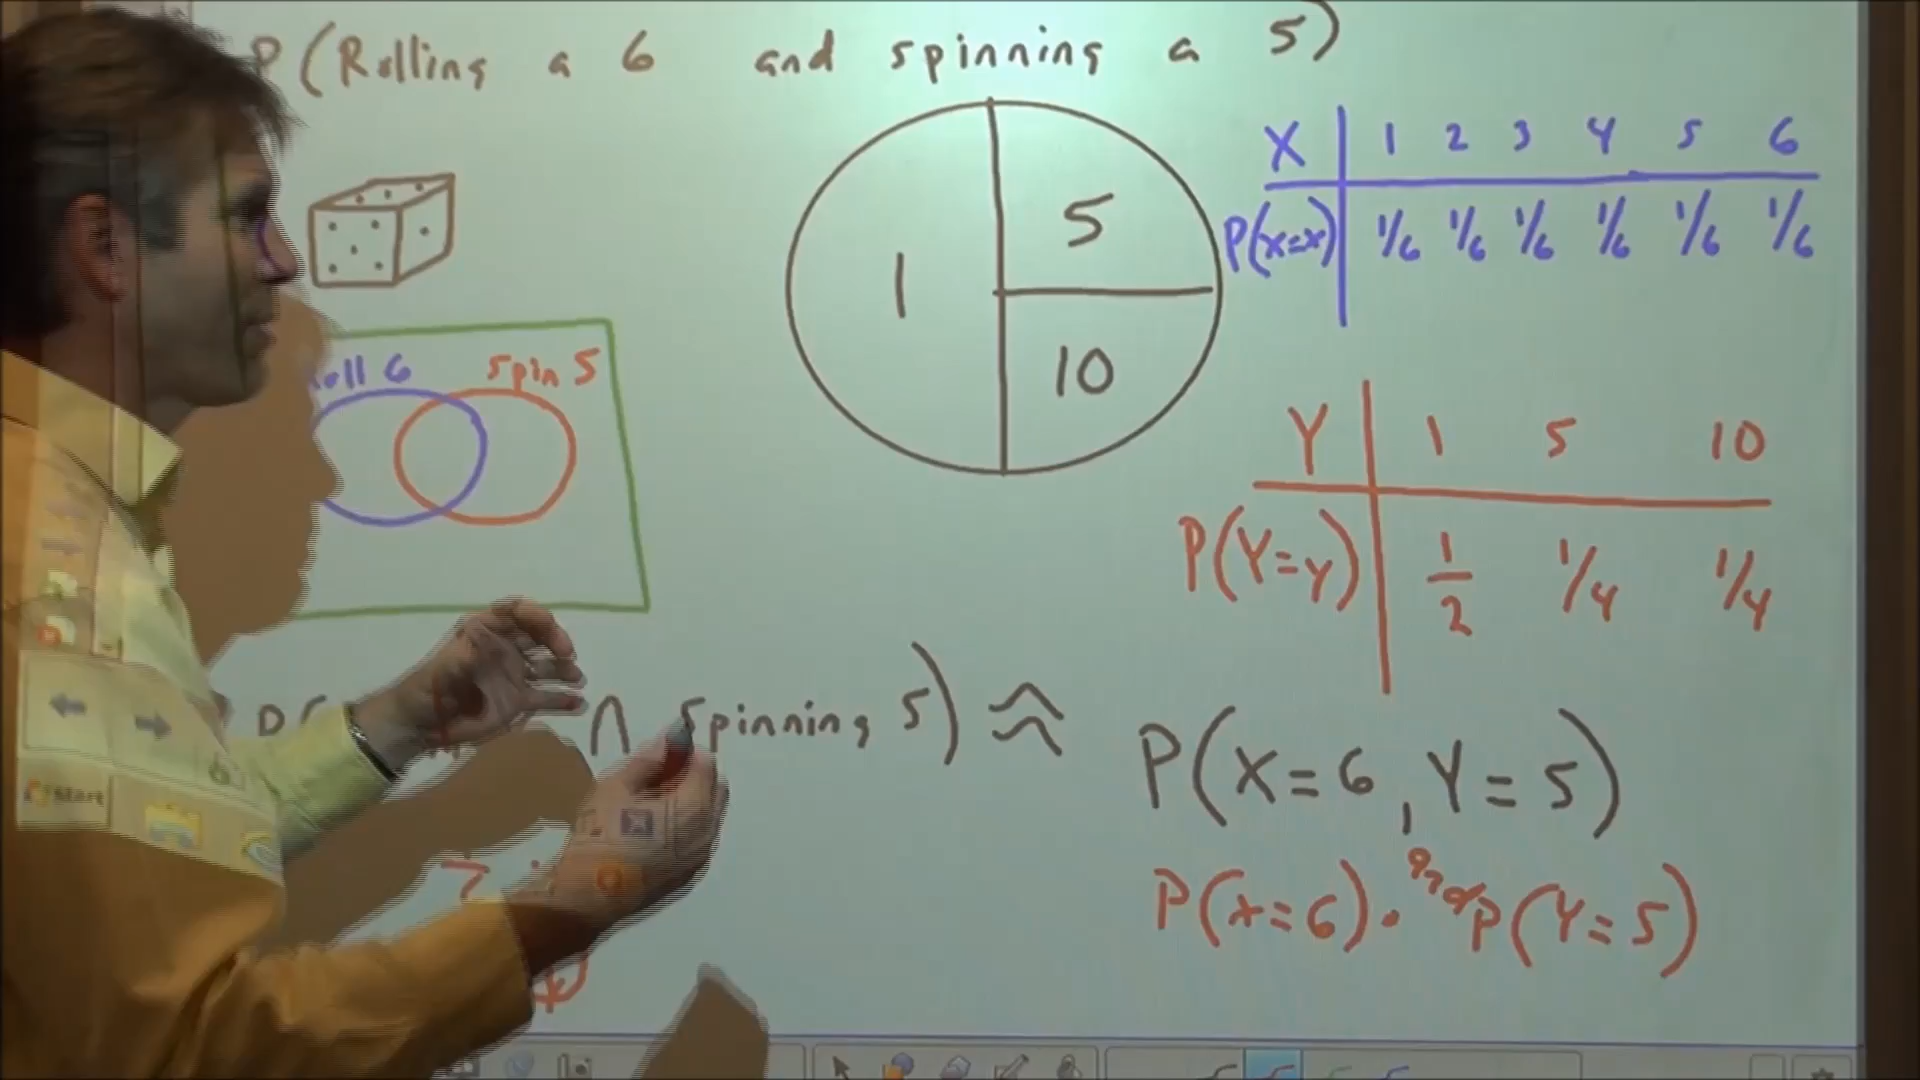 P(Rolling a 6 and spinning a 5)
X 1 2 3 4 5 6
P(X=x) 1/6 1/6 1/6 1/6 1/6 1/6
1
5
10
oll 6 Spin 5
Y 1 5 10
P(Y=y) 1/2 1/4 1/4
P( ∩ Spinning 5) ≈ P(X=6, Y=5)
P(x=6) · P(Y=5)
start